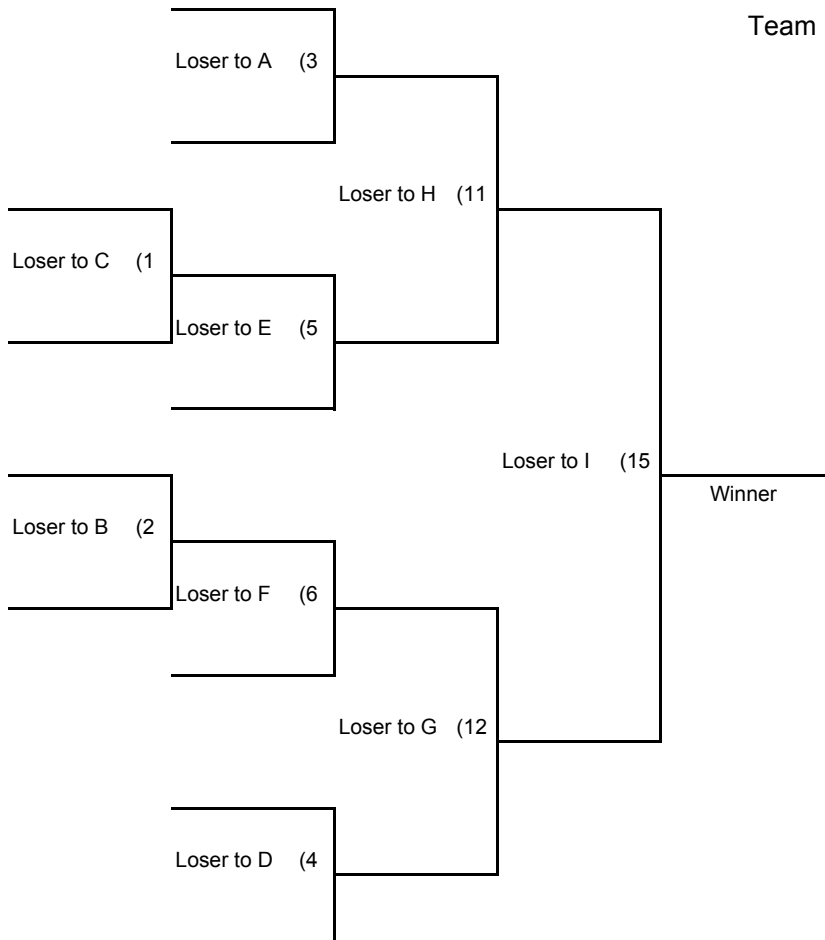 Team
Loser to A (3
Loser to H (11
Loser to C (1
Loser to E (5
Loser to I (15
Winner
Loser to B (2
Loser to F (6
Loser to G (12
Loser to D (4